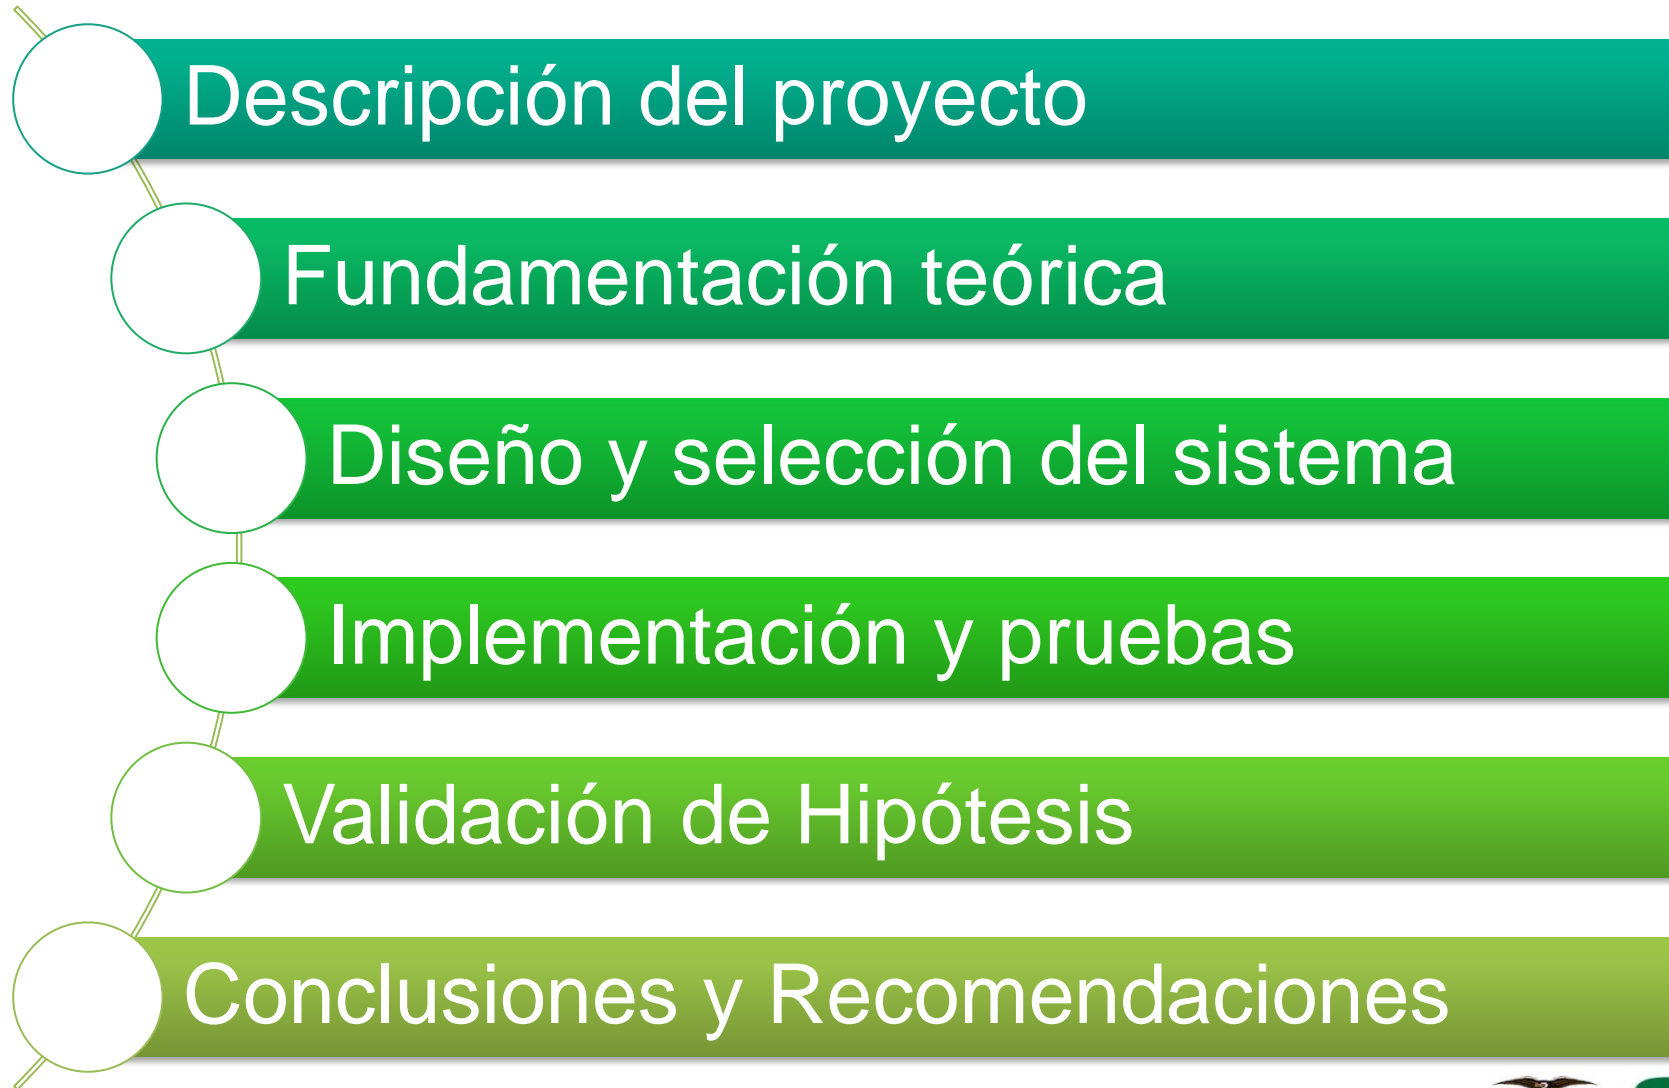 Descripción del proyecto
Fundamentación teórica
Diseño y selección del sistema
Implementación y pruebas
Validación de Hipótesis
Conclusiones y Recomendaciones